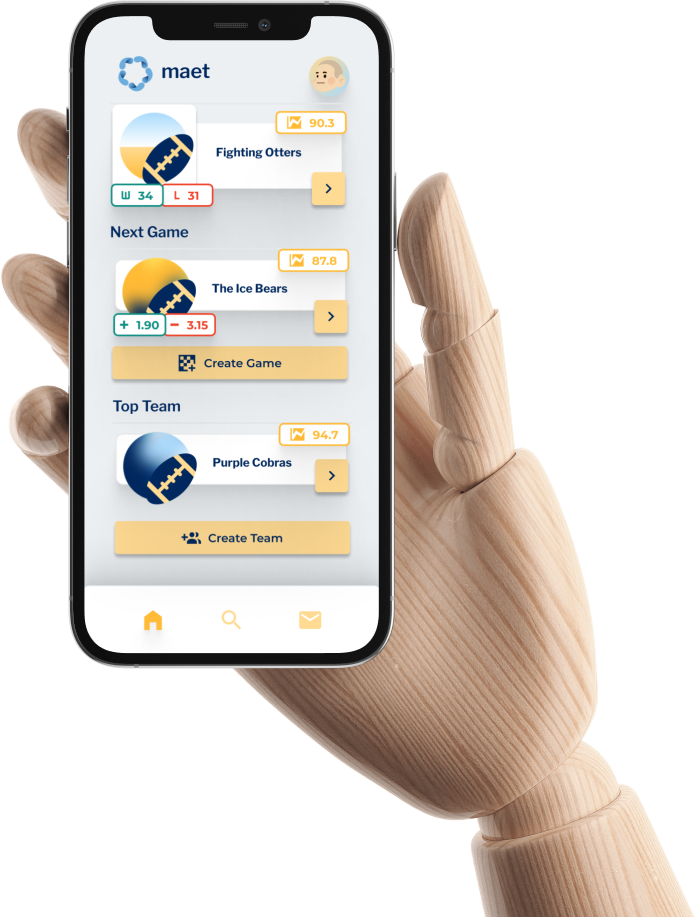 maet
90.3
Fighting Otters
W 34 L 31
Next Game
87.8
The Ice Bears
+ 1.90 − 3.15
Create Game
Top Team
94.7
Purple Cobras
Create Team